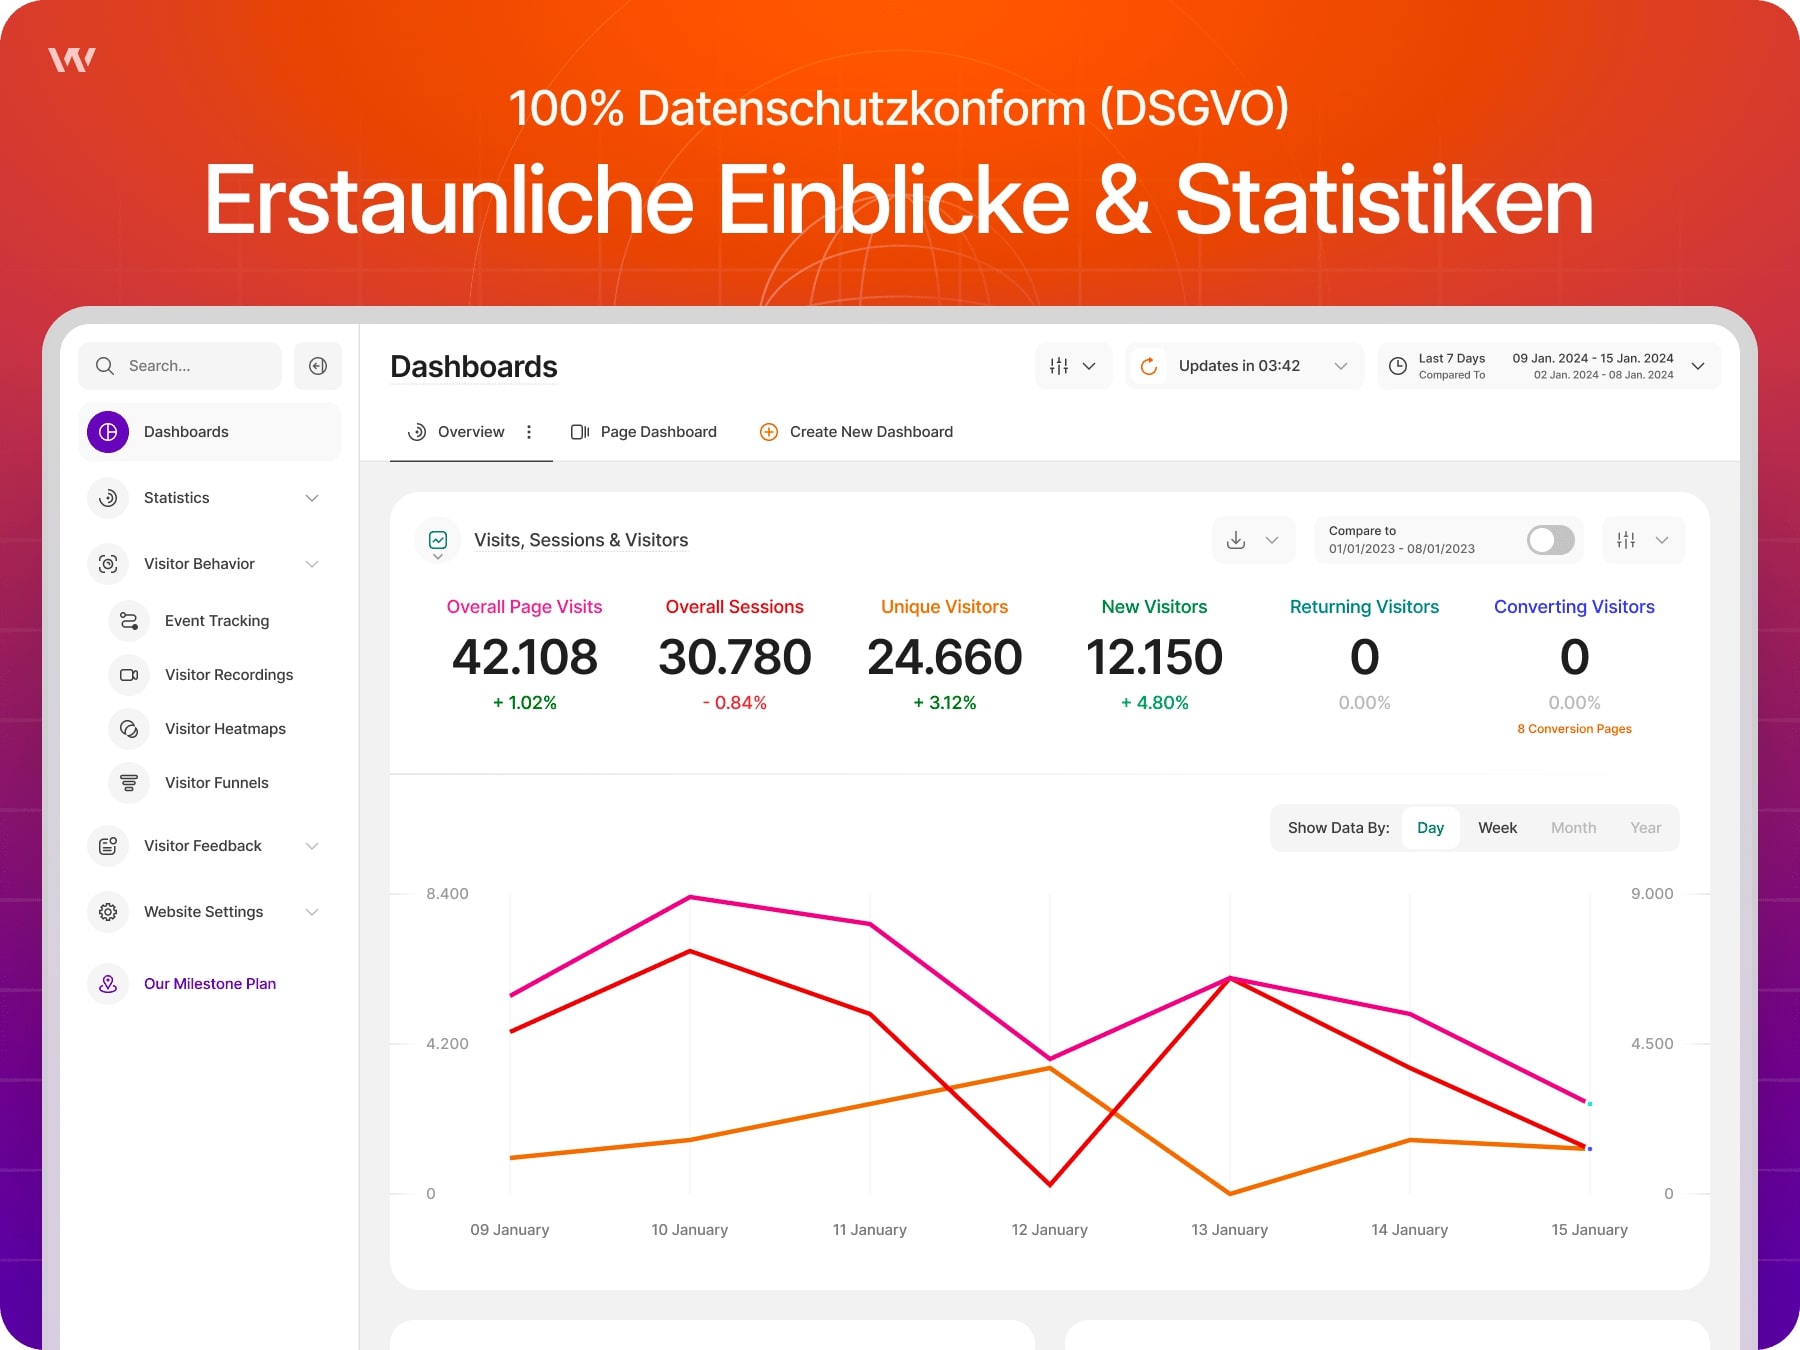 100% Datenschutzkonform (DSGVO)
Erstaunliche Einblicke & Statistiken
Search...
Dashboards
Statistics
Visitor Behavior
Event Tracking
Visitor Recordings
Visitor Heatmaps
Visitor Funnels
Visitor Feedback
Website Settings
Our Milestone Plan
Dashboards
Updates in 03:42
Last 7 Days 09 Jan. 2024 - 15 Jan. 2024
Compared To 02 Jan. 2024 - 08 Jan. 2024
Overview Page Dashboard Create New Dashboard
Visits, Sessions & Visitors
Compare to
01/01/2023 - 08/01/2023
Overall Page Visits Overall Sessions Unique Visitors New Visitors Returning Visitors Converting Visitors
42.108 30.780 24.660 12.150 0 0
+ 1.02% - 0.84% + 3.12% + 4.80% 0.00% 0.00%
8 Conversion Pages
Show Data By: Day Week Month Year
8.400 9.000
4.200 4.500
0 0
09 January 10 January 11 January 12 January 13 January 14 January 15 January